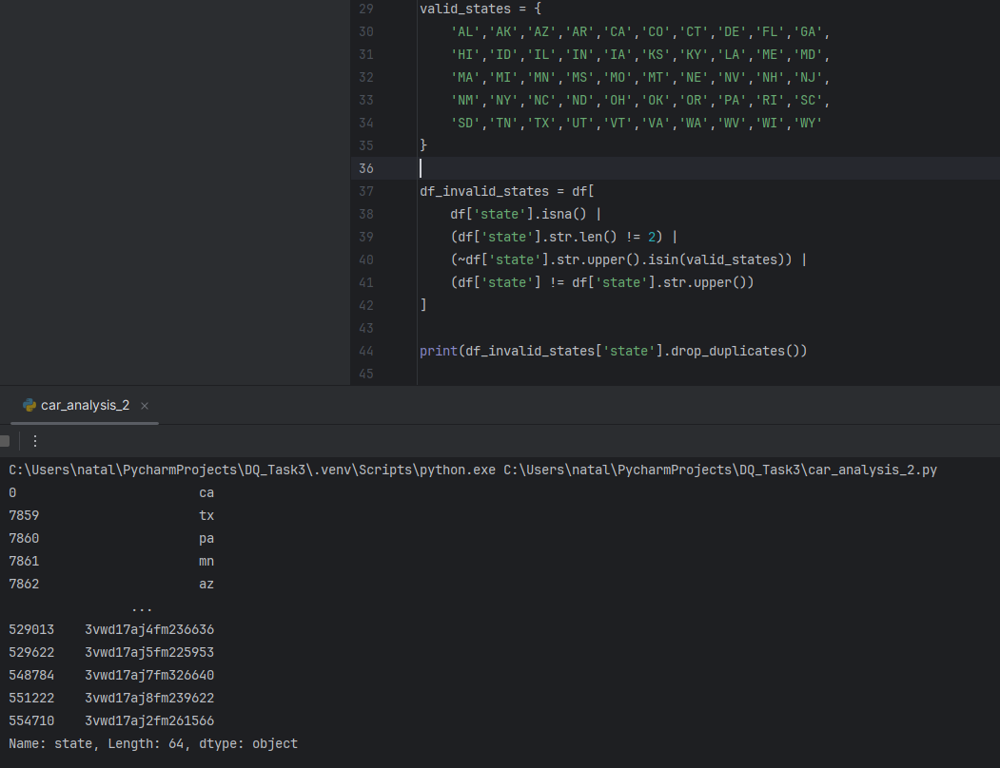 29 valid_states = {
30 'AL','AK','AZ','AR','CA','CO','CT','DE','FL','GA',
31 'HI','ID','IL','IN','IA','KS','KY','LA','ME','MD',
32 'MA','MI','MN','MS','MO','MT','NE','NV','NH','NJ',
33 'NM','NY','NC','ND','OH','OK','OR','PA','RI','SC',
34 'SD','TN','TX','UT','VT','VA','WA','WV','WI','WY'
35 }
36
37 df_invalid_states = df[
38 df['state'].isna() |
39 (df['state'].str.len() != 2) |
40 (~df['state'].str.upper().isin(valid_states)) |
41 (df['state'] != df['state'].str.upper())
42 ]
43
44 print(df_invalid_states['state'].drop_duplicates())
45
car_analysis_2
C:\Users\natal\PycharmProjects\DQ_Task3\.venv\Scripts\python.exe C:\Users\natal\PycharmProjects\DQ_Task3\car_analysis_2.py
0 ca
7859 tx
7860 pa
7861 mn
7862 az
...
529013 3vwd17aj4fm236636
529622 3vwd17aj5fm225953
548784 3vwd17aj7fm326640
551222 3vwd17aj8fm239622
554710 3vwd17aj2fm261566
Name: state, Length: 64, dtype: object